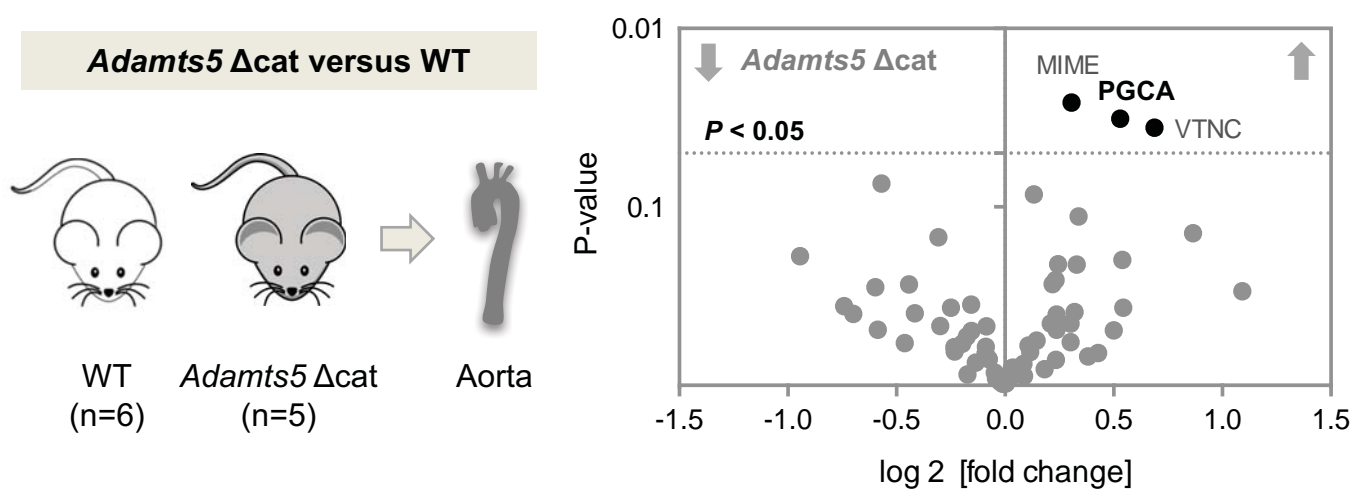 Adamts5 Δcat versus WT
WT
(n=6)
Adamts5 Δcat
(n=5)
Aorta
0.01
0.1
P-value
Adamts5 Δcat
MIME
PGCA
VTNC
P < 0.05
-1.5
-1.0
-0.5
0.0
0.5
1.0
1.5
log 2 [fold change]